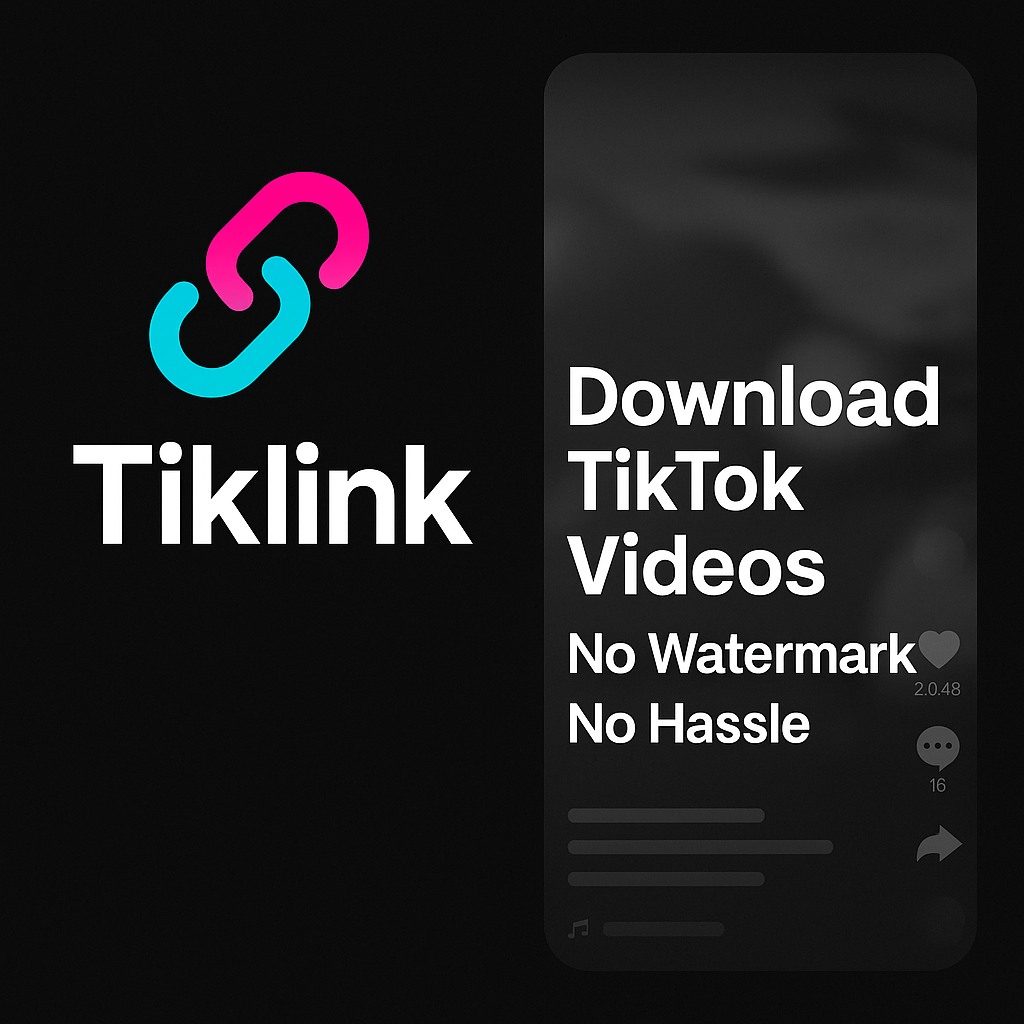 Tiklink
Download
TikTok
Videos
No Watermark
No Hassle
2.0.48
16